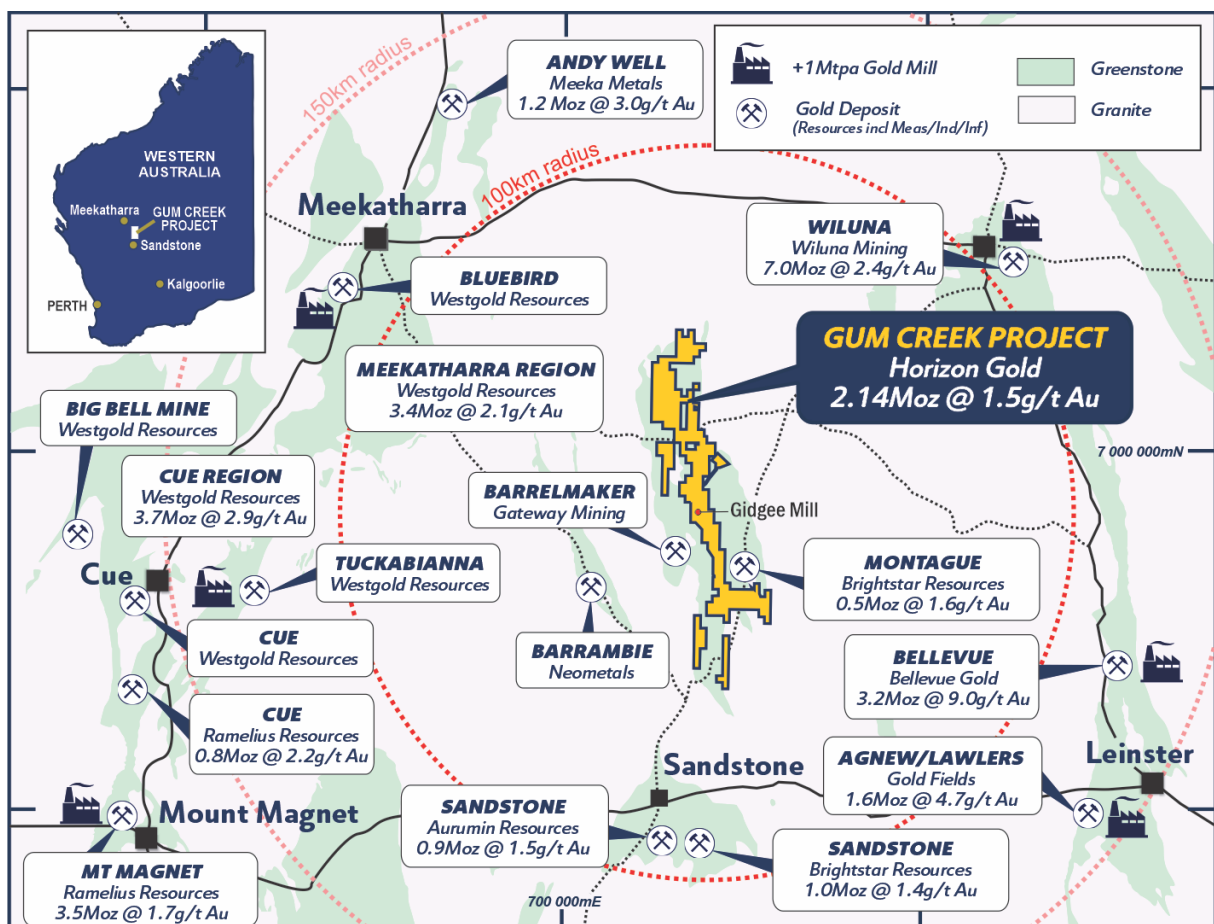 WESTERN
AUSTRALIA
Meekatharra
GUM CREEK
PROJECT
Sandstone
Kalgoorlie
PERTH
150km radius
ANDY WELL
Meeka Metals
1.2 Moz @ 3.0g/t Au
+1Mtpa Gold Mill
Gold Deposit
(Resources incl Meas/Ind/Inf)
Greenstone
Granite
100km radius
Meekatharra
WILUNA
Wiluna Mining
7.0Moz @ 2.4g/t Au
BLUEBIRD
Westgold Resources
GUM CREEK PROJECT
Horizon Gold
2.14Moz @ 1.5g/t Au
MEEKATHARRA REGION
Westgold Resources
3.4Moz @ 2.1g/t Au
BIG BELL MINE
Westgold Resources
7 000 000mN
CUE REGION
Westgold Resources
3.7Moz @ 2.9g/t Au
BARRELMAKER
Gateway Mining
Gidgee Mill
Cue
TUCKABIANNA
Westgold Resources
MONTAGUE
Brightstar Resources
0.5Moz @ 1.6g/t Au
CUE
Westgold Resources
BARRAMBIE
Neometals
BELLEVUE
Bellevue Gold
3.2Moz @ 9.0g/t Au
CUE
Ramelius Resources
0.8Moz @ 2.2g/t Au
Sandstone
AGNEW/LAWLERS
Gold Fields
1.6Moz @ 4.7g/t Au
Leinster
Mount Magnet
SANDSTONE
Aurumin Resources
0.9Moz @ 1.5g/t Au
SANDSTONE
Brightstar Resources
1.0Moz @ 1.4g/t Au
MT MAGNET
Ramelius Resources
3.5Moz @ 1.7g/t Au
700 000mE